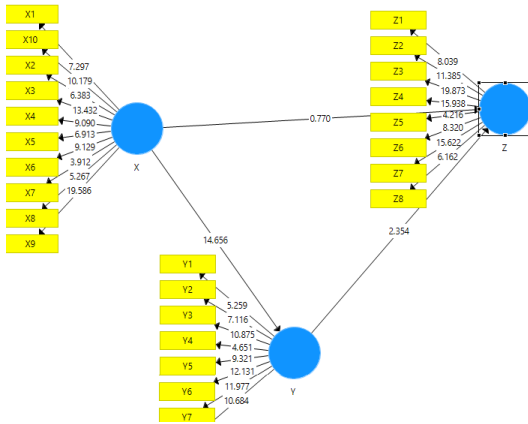 X1
X10
X2
X3
X4
X5
X6
X7
X8
X9
7.297
10.179
6.383
13.432
9.090
6.913
9.129
3.912
5.267
19.586
X
0.770
Z1
Z2
Z3
Z4
Z5
Z6
Z7
Z8
8.039
11.385
19.873
15.938
4.216
8.320
15.622
6.162
Z
14.656
2.354
Y1
Y2
Y3
Y4
Y5
Y6
Y7
5.259
7.116
10.875
4.651
9.321
12.131
11.977
10.684
Y